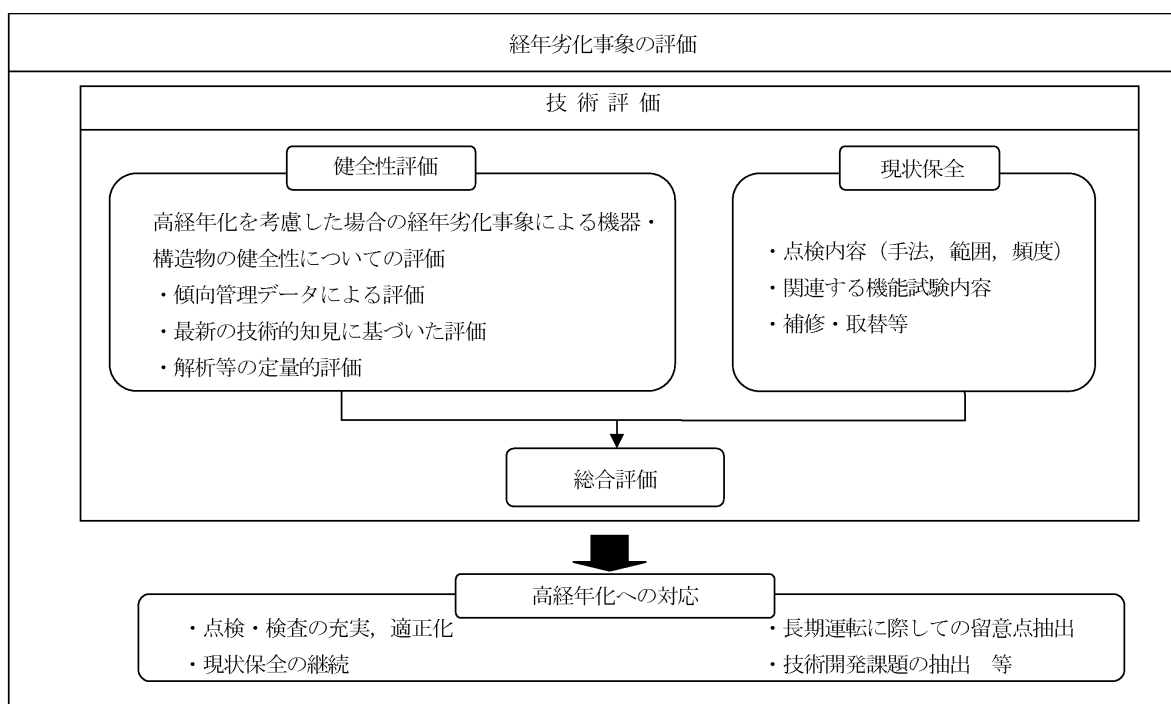 経年劣化事象の評価
技術評価
健全性評価
高経年化を考慮した場合の経年劣化事象による機器・
構造物の健全性についての評価
・傾向管理データによる評価
・最新の技術的知見に基づいた評価
・解析等の定量的評価
現状保全
・点検内容（手法，範囲，頻度）
・関連する機能試験内容
・補修・取替等
総合評価
高経年化への対応
・点検・検査の充実，適正化
・現状保全の継続
・長期運転に際しての留意点抽出
・技術開発課題の抽出　等